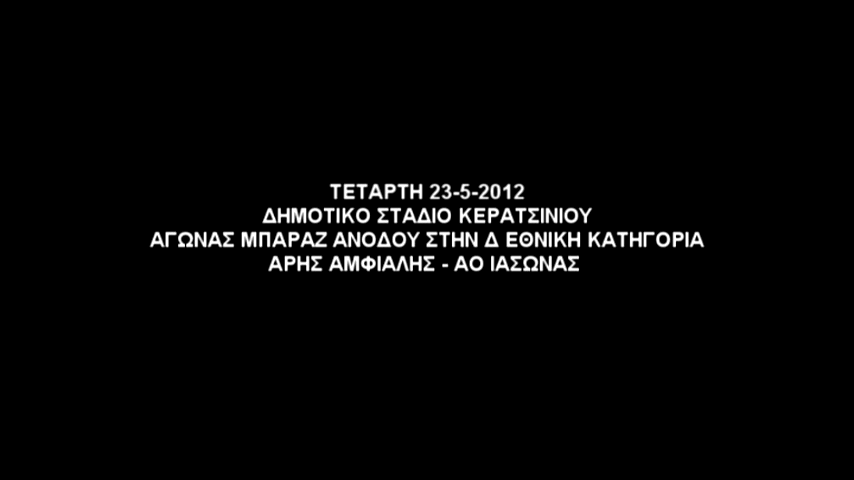 ΤΕΤΑΡΤΗ 23-5-2012
ΔΗΜΟΤΙΚΟ ΣΤΑΔΙΟ ΚΕΡΑΤΣΙΝΙΟΥ
ΑΓΩΝΑΣ ΜΠΑΡΑΖ ΑΝΟΔΟΥ ΣΤΗΝ Δ ΕΘΝΙΚΗ ΚΑΤΗΓΟΡΙΑ
ΑΡΗΣ ΑΜΦΙΑΛΗΣ - ΑΟ ΙΑΣΩΝΑΣ